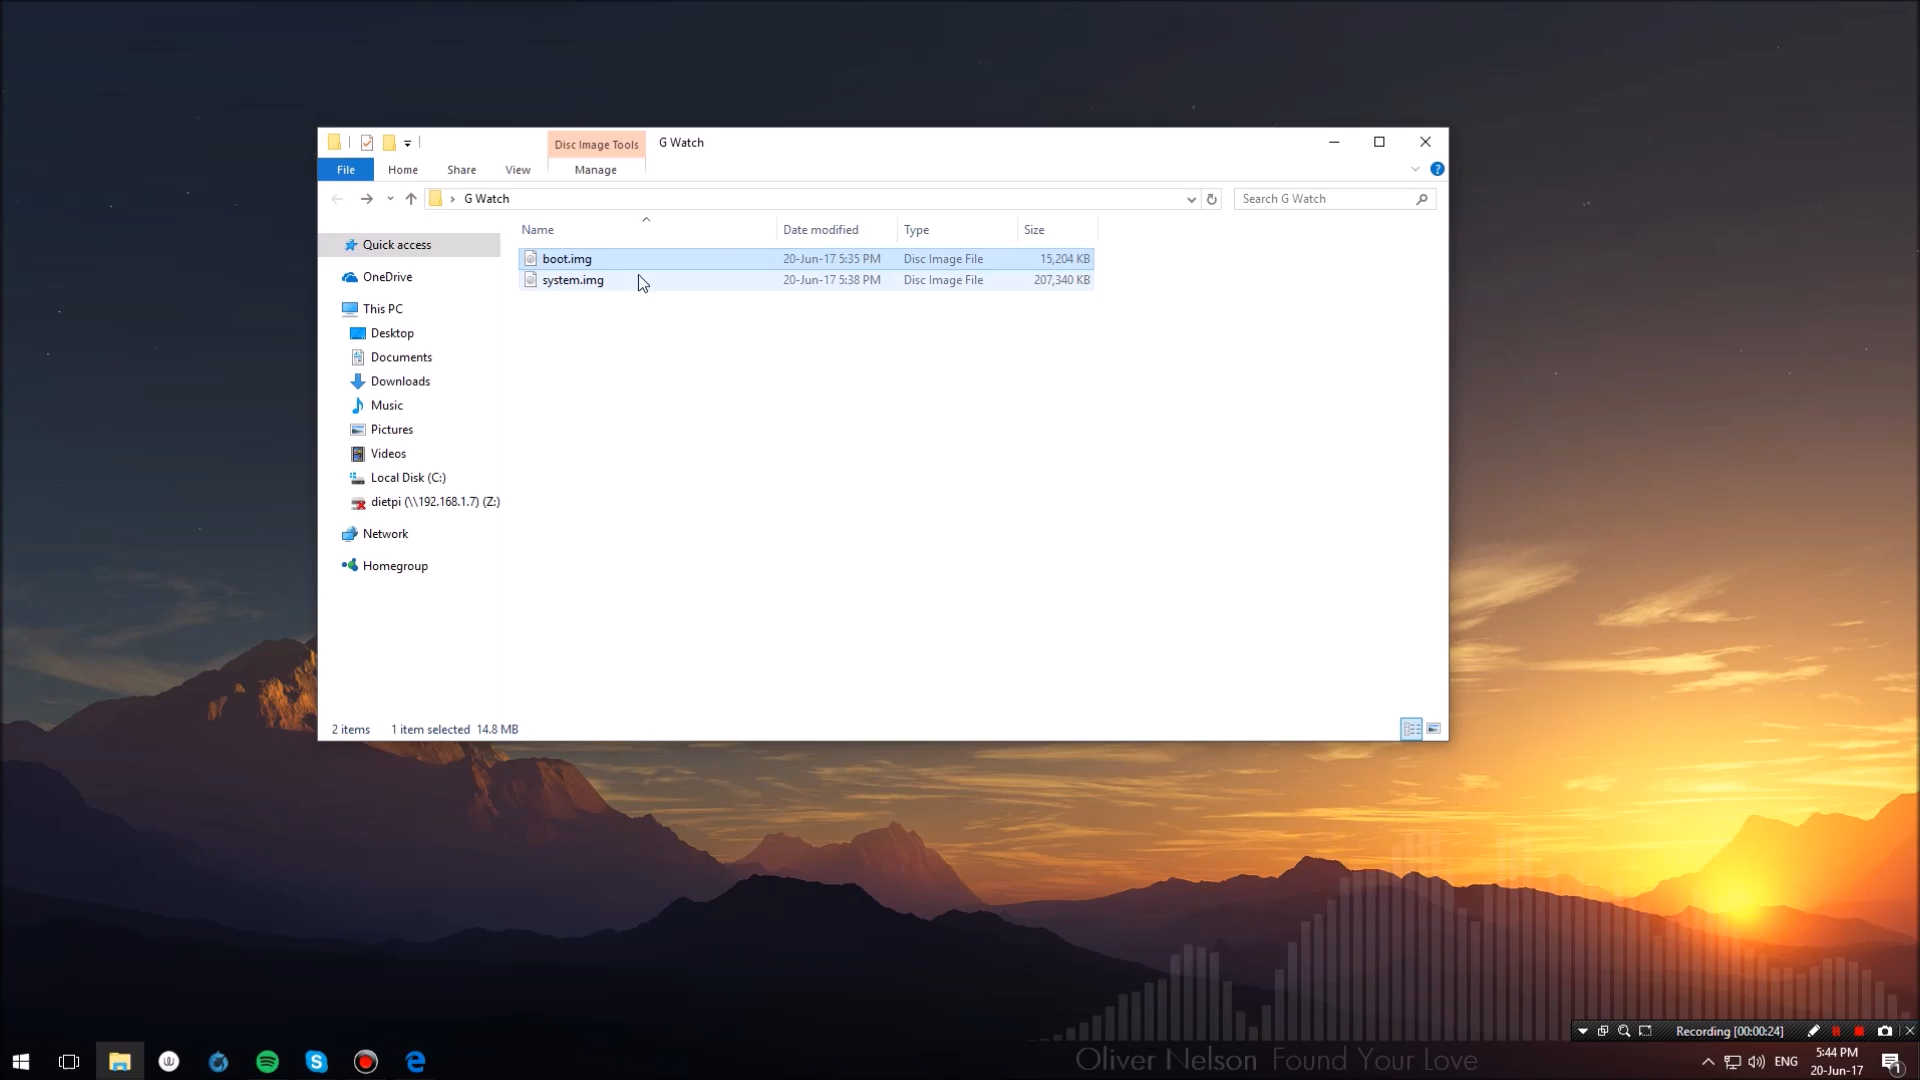 Disc Image Tools
G Watch
File
Home
Share
View
Manage
G Watch
Search G Watch
Name
Date modified
Type
Size
Quick access
OneDrive
This PC
Desktop
Documents
Downloads
Music
Pictures
Videos
Local Disk (C:)
dietpi (\\192.168.1.7) (Z:)
Network
Homegroup
boot.img 20-Jun-17 5:35 PM Disc Image File 15,204 KB
system.img 20-Jun-17 5:38 PM Disc Image File 207,340 KB
2 items 1 item selected 14.8 MB
Recording [00:00:24]
Oliver Nelson Found Your Love
ENG
5:44 PM
20-Jun-17
1